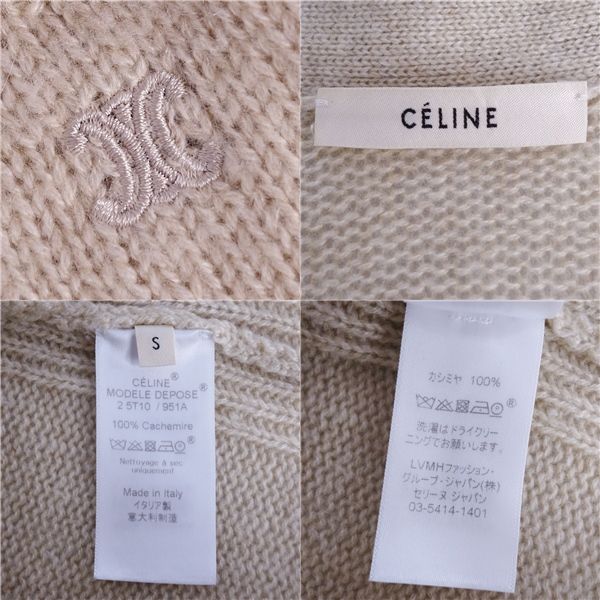 CÉLINE
S
CÉLINE®
MODELE DEPOSE®
2 5T10 / 951A
100% Cachemire
Nettoyage à sec
uniquement
Made in Italy
イタリア製
意大利制造
カシミヤ 100%
洗濯はドライクリー
ニングでお願いします。
LVMHファッション・
グループ・ジャパン(株)
セリーヌ ジャパン
03-5414-1401